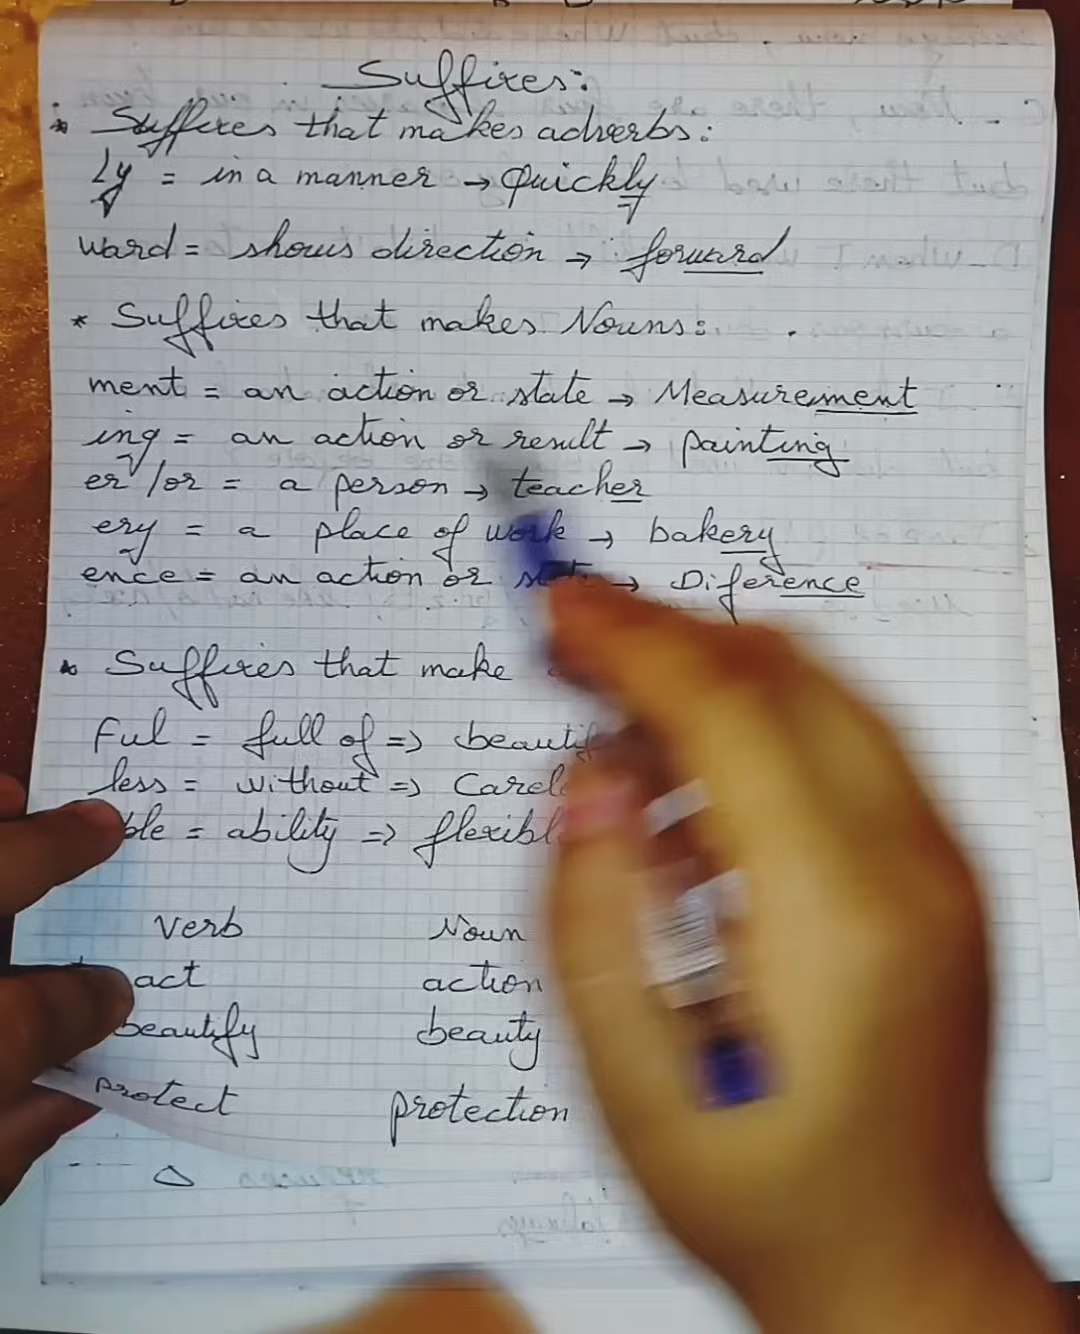 Suffixes:
* Suffixes that makes adverbs:
Ly = in a manner → Quickly
ward = shows direction → forward
* Suffixes that makes Nouns:
ment = an action or state → Measurement
ing = an action or result → painting
er/or = a person → teacher
ery = a place of work → bakery
ence = an action or → Diference
* Suffixes that make
Ful = full of => beautif
less = without => Carel
ble = ability => flexibl
Verb Noun
act action
beautify beauty
protect protection